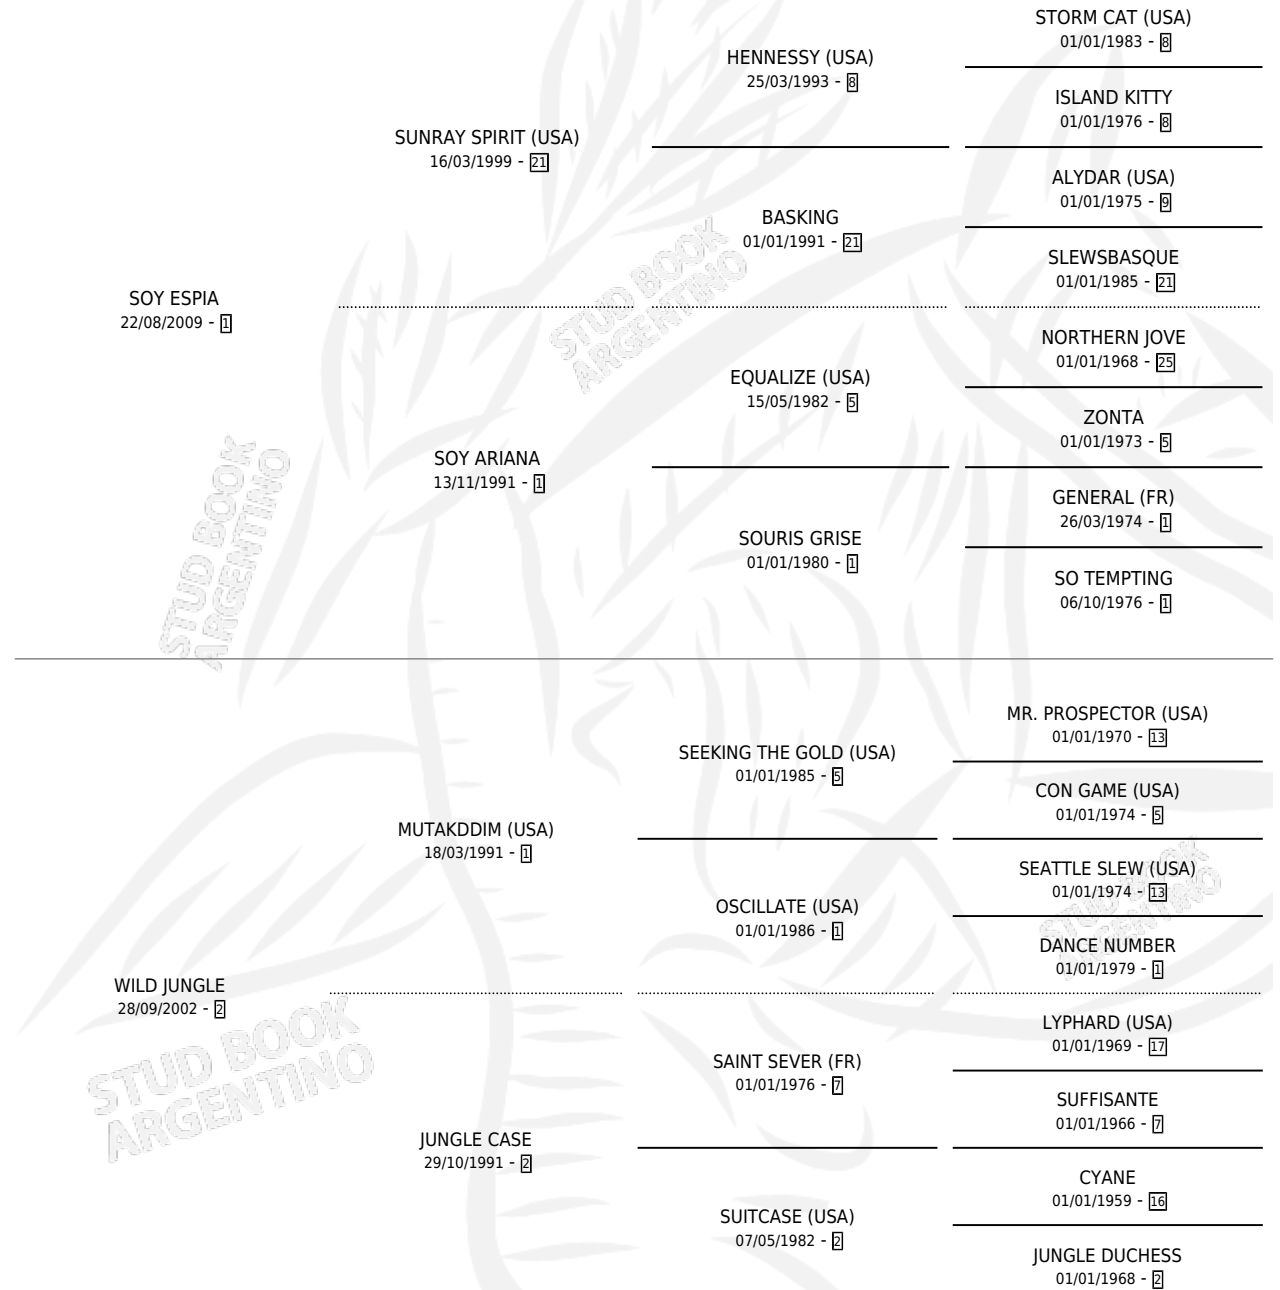 STORM CAT (USA)
01/01/1983 - 8
HENNESSY (USA)
25/03/1993 - 8
ISLAND KITTY
01/01/1976 - 8
SUNRAY SPIRIT (USA)
16/03/1999 - 21
ALYDAR (USA)
01/01/1975 - 9
BASKING
01/01/1991 - 21
SLEWSBASQUE
01/01/1985 - 21
SOY ESPIA
22/08/2009 - 1
NORTHERN JOVE
01/01/1968 - 25
EQUALIZE (USA)
15/05/1982 - 5
ZONTA
01/01/1973 - 5
SOY ARIANA
13/11/1991 - 1
GENERAL (FR)
26/03/1974 - 1
SOURIS GRISE
01/01/1980 - 1
SO TEMPTING
06/10/1976 - 1
MR. PROSPECTOR (USA)
01/01/1970 - 13
SEEKING THE GOLD (USA)
01/01/1985 - 5
CON GAME (USA)
01/01/1974 - 5
MUTAKDDIM (USA)
18/03/1991 - 1
SEATTLE SLEW (USA)
01/01/1974 - 13
OSCILLATE (USA)
01/01/1986 - 1
DANCE NUMBER
01/01/1979 - 1
WILD JUNGLE
28/09/2002 - 2
LYPHARD (USA)
01/01/1969 - 17
SAINT SEVER (FR)
01/01/1976 - 7
SUFFISANTE
01/01/1966 - 7
JUNGLE CASE
29/10/1991 - 2
CYANE
01/01/1959 - 16
SUITCASE (USA)
07/05/1982 - 2
JUNGLE DUCHESS
01/01/1968 - 2
STUD BOOK
ARGENTINO
STUD BOOK
ARGENTINO
STUD BOOK
ARGENTINO
STUD BOOK
ARGENTINO